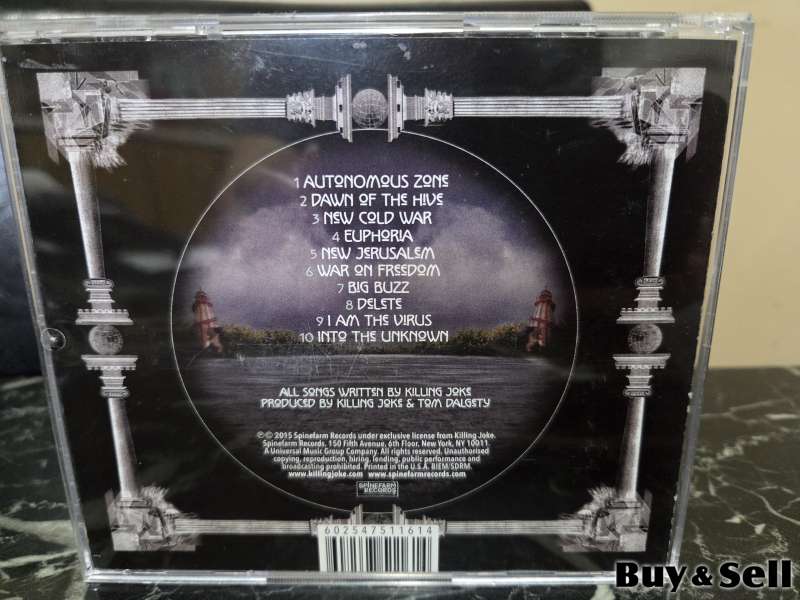 1 AUTONOMOUS ZONE
2 DAWN OF THE HIVE
3 NEW COLD WAR
4 EUPHORIA
5 NEW JERUSALEM
6 WAR ON FREEDOM
7 BIG BUZZ
8 DELETE
9 I AM THE VIRUS
10 INTO THE UNKNOWN
ALL SONGS WRITTEN BY KILLING JOKE
PRODUCED BY KILLING JOKE & TOM DALGETY
℗© 2015 Spinefarm Records under exclusive license from Killing Joke.
Spinefarm Records. 150 Fifth Avenue, 6th Floor, New York, NY 10011.
A Universal Music Group Company. All rights reserved. Unauthorised
copying, reproduction, hiring, lending, public performance and
broadcasting prohibited. Printed in the U.S.A. BIEM/SDRM.
www.killingjoke.com www.spinefarmrecords.com
SPINEFARM
RECORDS
602547511614
Buy & Sell